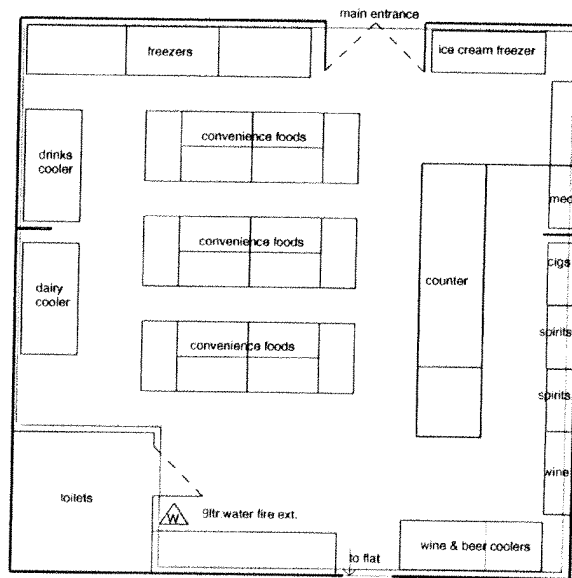 main entrance
freezers
ice cream freezer
convenience foods
drinks
cooler
med
convenience foods
cigs
dairy
cooler
counter
spirits
convenience foods
spirits
wine
toilets
W
9ltr.water fire ext.
to flat
wine & beer coolers